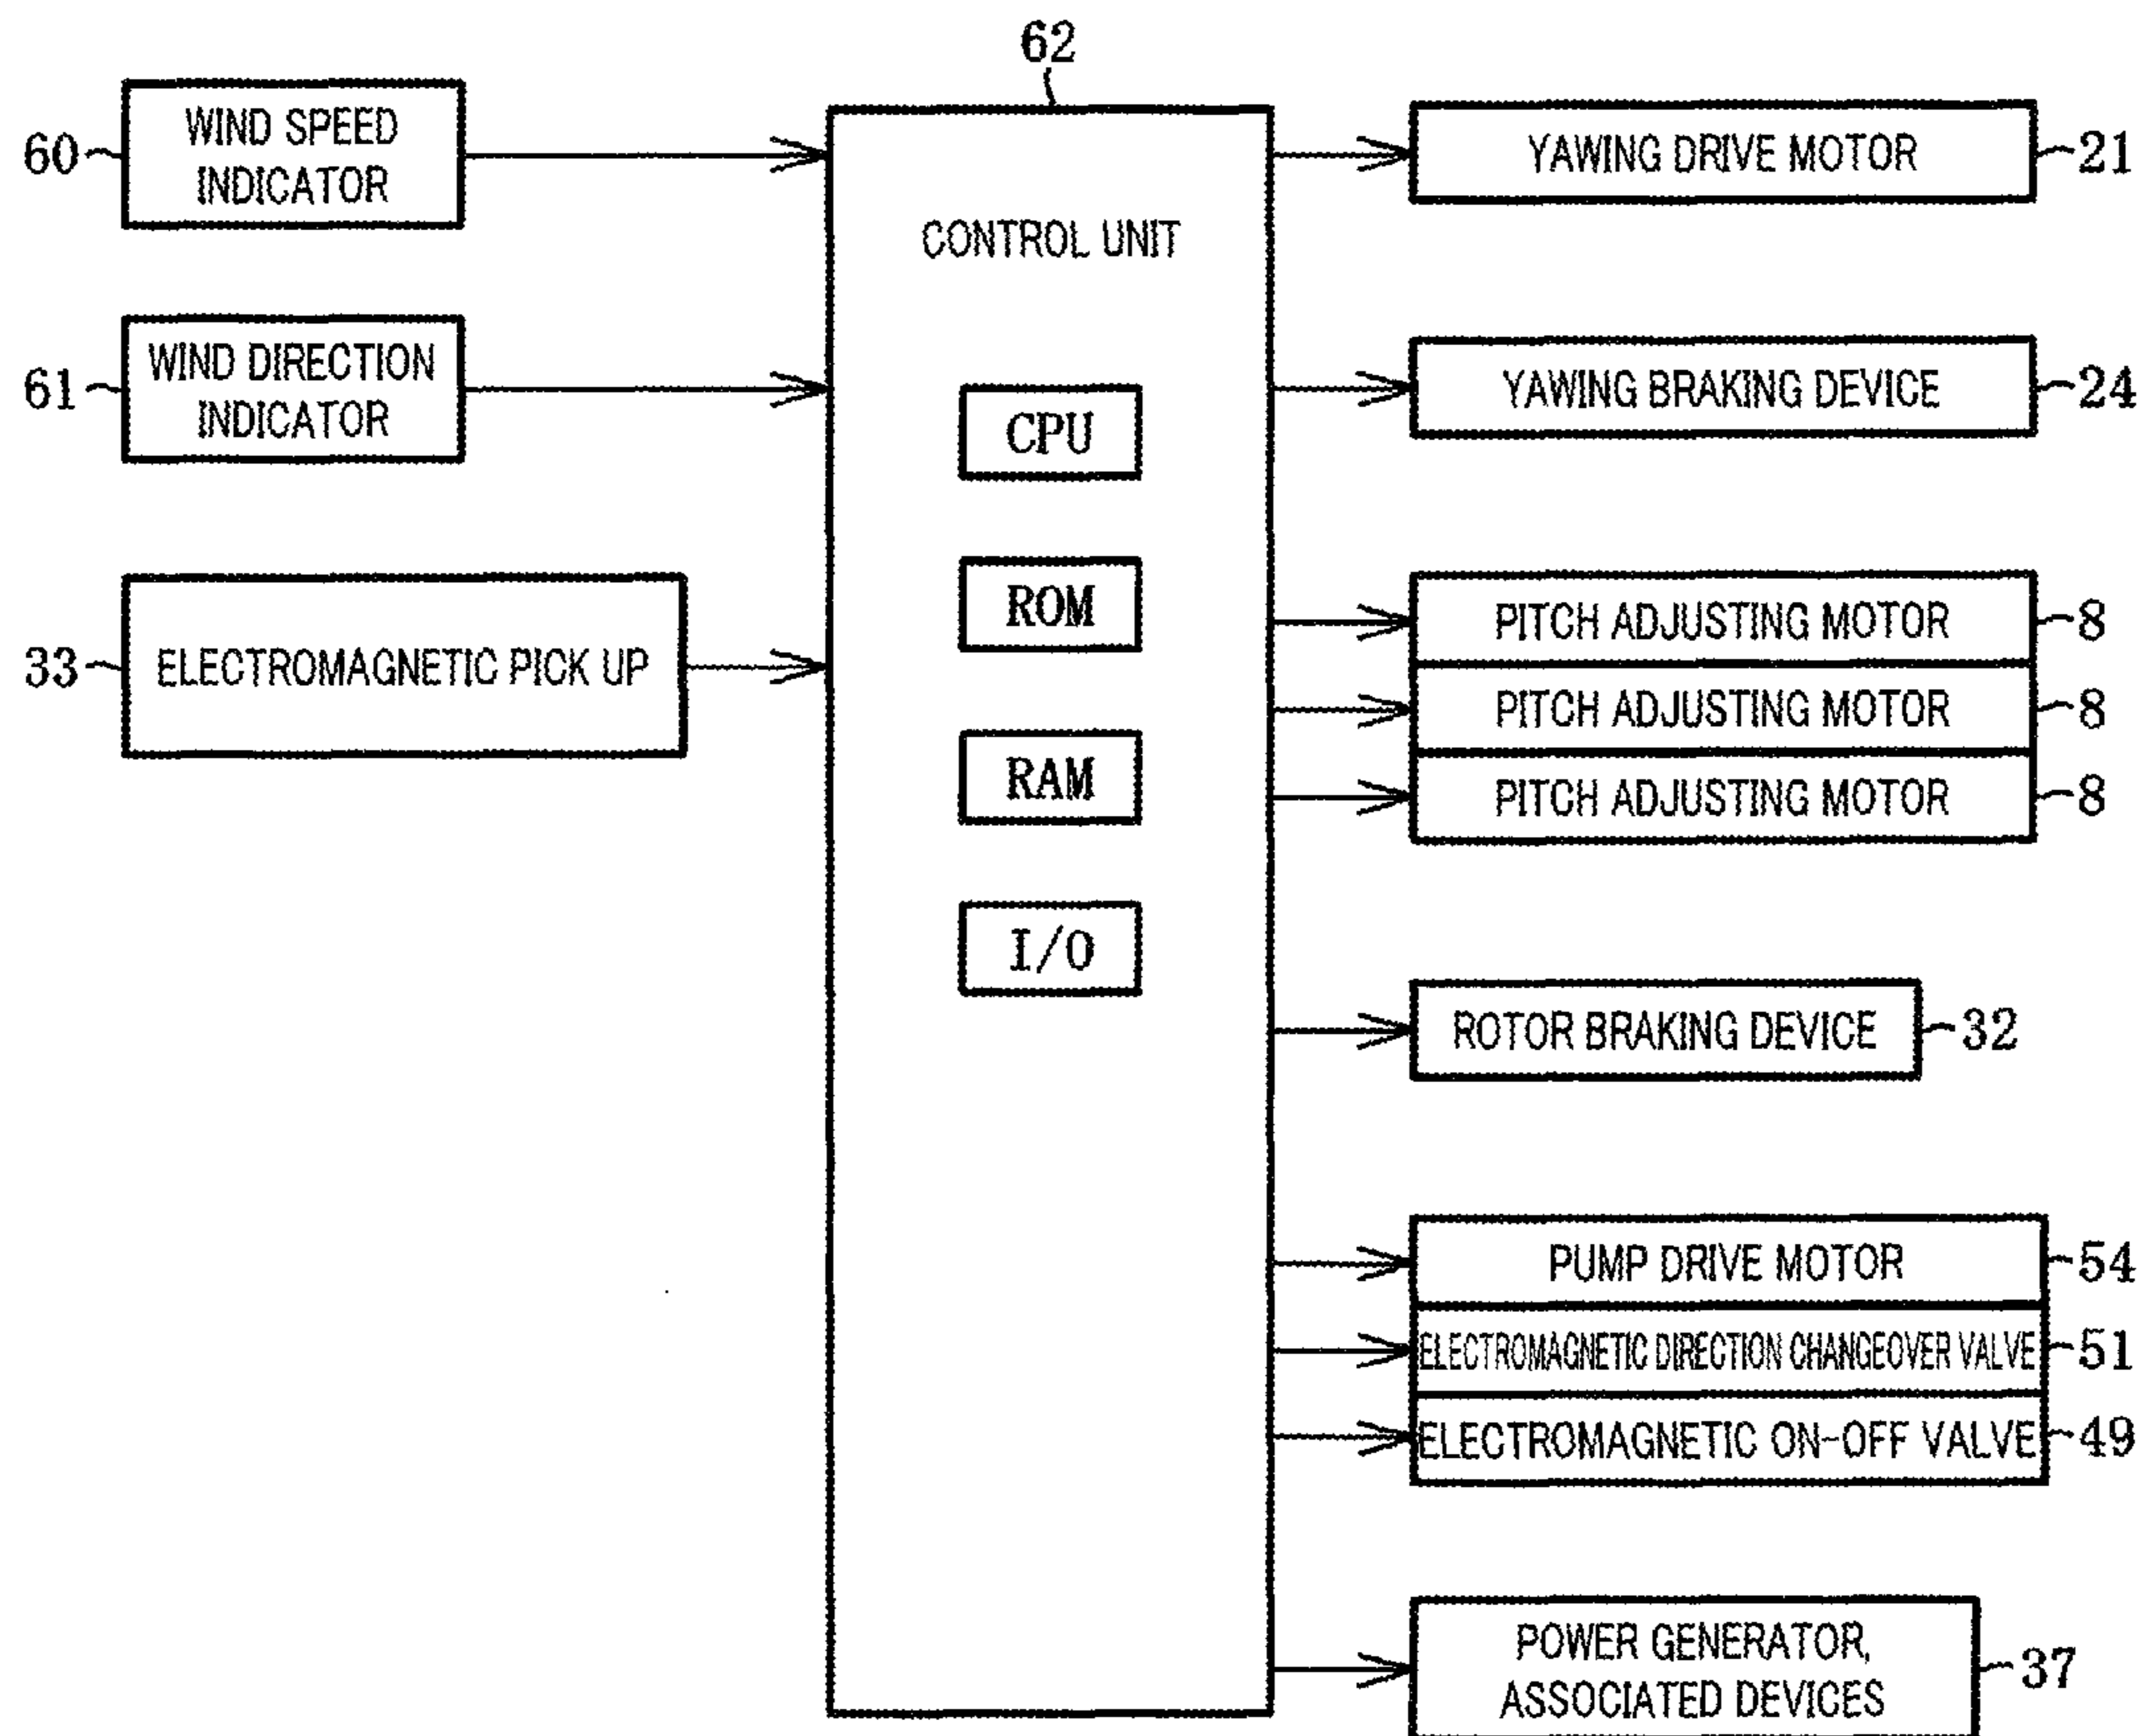 62
60
WIND SPEED
INDICATOR
61
WIND DIRECTION
INDICATOR
33
ELECTROMAGNETIC PICK UP
CONTROL UNIT
CPU
ROM
RAM
I/O
YAWING DRIVE MOTOR
21
YAWING BRAKING DEVICE
24
PITCH ADJUSTING MOTOR
8
PITCH ADJUSTING MOTOR
8
PITCH ADJUSTING MOTOR
8
ROTOR BRAKING DEVICE
32
PUMP DRIVE MOTOR
54
ELECTROMAGNETIC DIRECTION CHANGEOVER VALVE
51
ELECTROMAGNETIC ON-OFF VALVE
49
POWER GENERATOR,
ASSOCIATED DEVICES
37